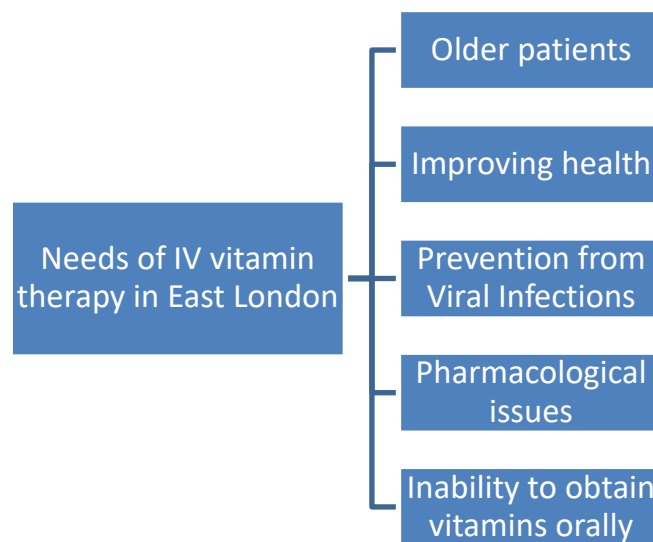 Older patients
Improving health
Needs of IV vitamin
therapy in East London
Prevention from
Viral Infections
Pharmacological
issues
Inability to obtain
vitamins orally